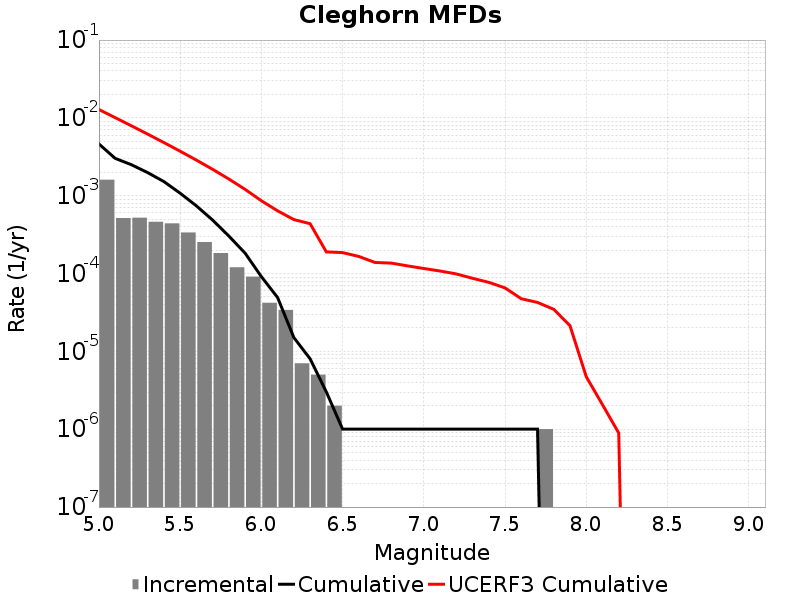 Cleghorn MFDs
10-1
10-2
10-3
10-4
10-5
10-6
10-7
Rate (1/yr)
5.0 5.5 6.0 6.5 7.0 7.5 8.0 8.5 9.0
Magnitude
Incremental Cumulative UCERF3 Cumulative